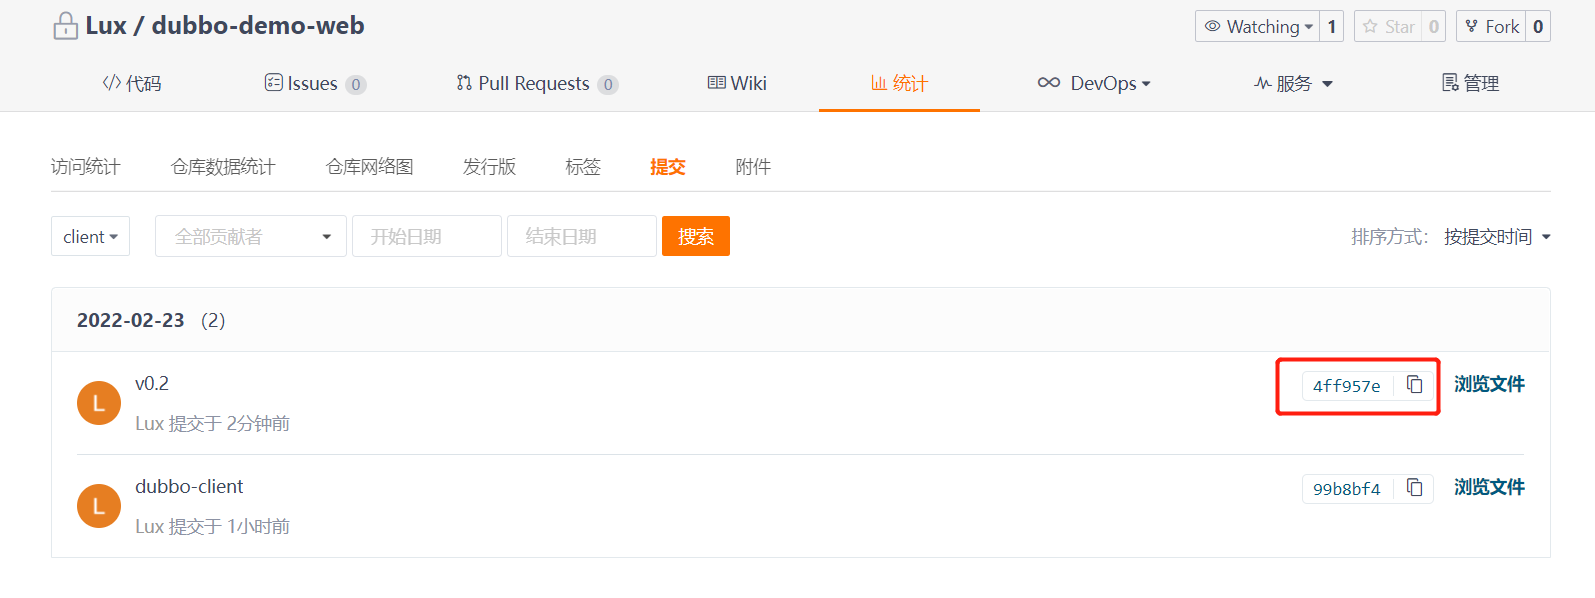 Lux / dubbo-demo-web
Watching 1 Star 0 Fork 0
代码 Issues 0 Pull Requests 0 Wiki 统计 DevOps 服务 管理
访问统计 仓库数据统计 仓库网络图 发行版 标签 提交 附件
client 全部贡献者 开始日期 结束日期 搜索 排序方式： 按提交时间
2022-02-23 (2)
L
v0.2 4ff957e 浏览文件
Lux 提交于 2分钟前
L
dubbo-client 99b8bf4 浏览文件
Lux 提交于 1小时前